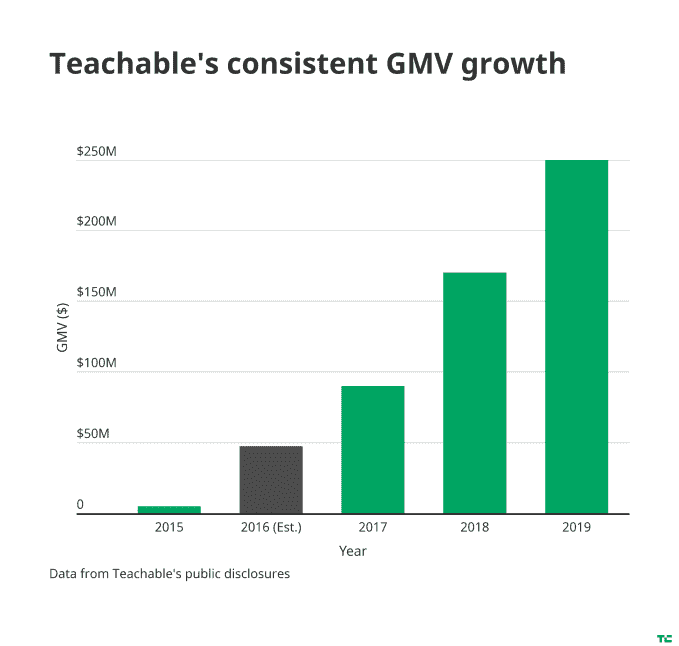 Teachable's consistent GMV growth
$250M
$200M
$150M
$100M
$50M
0
GMV ($)
2015
2016 (Est.)
2017
2018
2019
Year
Data from Teachable's public disclosures
TC